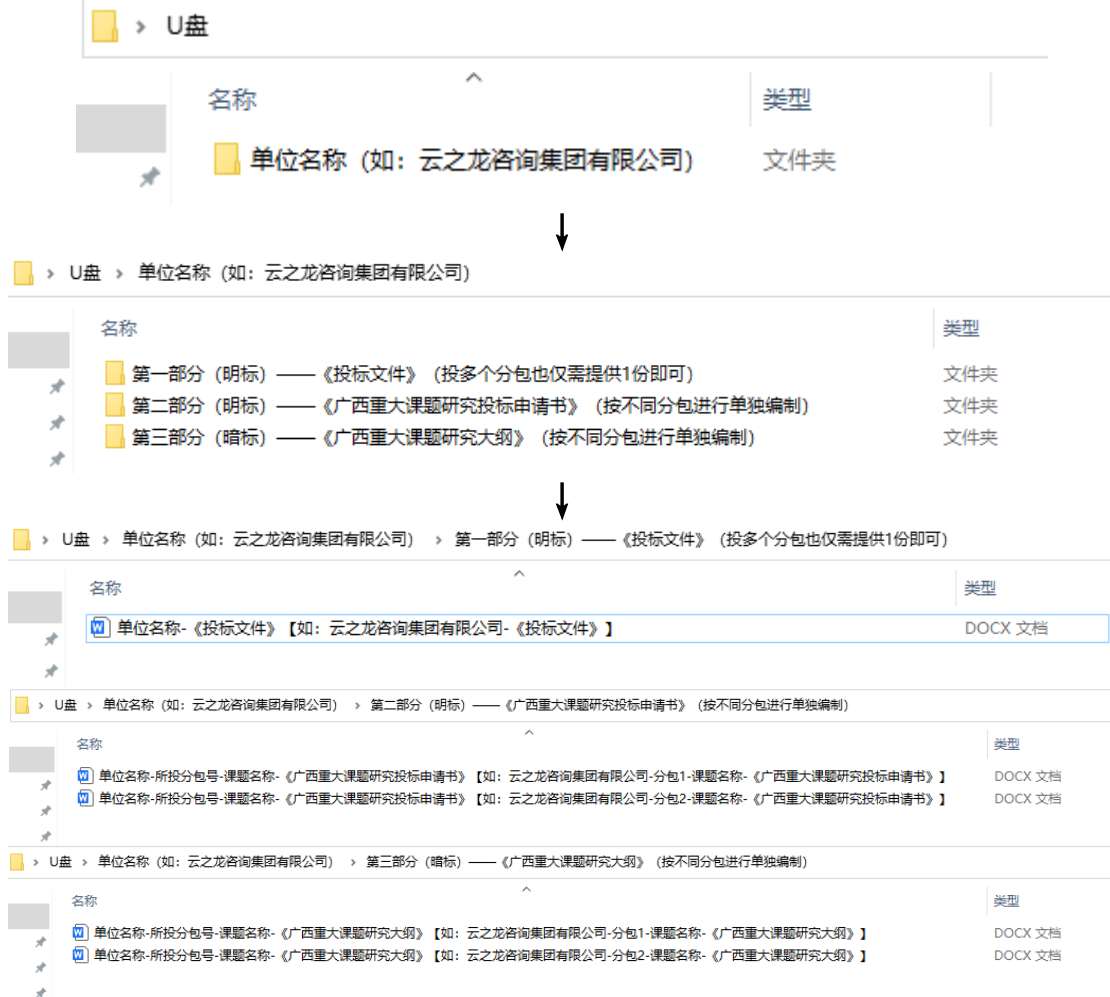 U盘
名称 类型
单位名称（如：云之龙咨询集团有限公司） 文件夹
U盘 单位名称（如：云之龙咨询集团有限公司）
名称 类型
第一部分（明标）——《投标文件》（投多个分包也仅需提供1份即可） 文件夹
第二部分（明标）——《广西重大课题研究投标申请书》（按不同分包进行单独编制） 文件夹
第三部分（暗标）——《广西重大课题研究大纲》（按不同分包进行单独编制） 文件夹
U盘 单位名称（如：云之龙咨询集团有限公司） 第一部分（明标）——《投标文件》（投多个分包也仅需提供1份即可）
名称 类型
单位名称-《投标文件》【如：云之龙咨询集团有限公司-《投标文件》】 DOCX 文档
U盘 单位名称（如：云之龙咨询集团有限公司） 第二部分（明标）——《广西重大课题研究投标申请书》（按不同分包进行单独编制）
名称 类型
单位名称-所投分包号-课题名称-《广西重大课题研究投标申请书》【如：云之龙咨询集团有限公司-分包1-课题名称-《广西重大课题研究投标申请书》】 DOCX 文档
单位名称-所投分包号-课题名称-《广西重大课题研究投标申请书》【如：云之龙咨询集团有限公司-分包2-课题名称-《广西重大课题研究投标申请书》】 DOCX 文档
U盘 单位名称（如：云之龙咨询集团有限公司） 第三部分（暗标）——《广西重大课题研究大纲》（按不同分包进行单独编制）
名称 类型
单位名称-所投分包号-课题名称-《广西重大课题研究大纲》【如：云之龙咨询集团有限公司-分包1-课题名称-《广西重大课题研究大纲》】 DOCX 文档
单位名称-所投分包号-课题名称-《广西重大课题研究大纲》【如：云之龙咨询集团有限公司-分包2-课题名称-《广西重大课题研究大纲》】 DOCX 文档